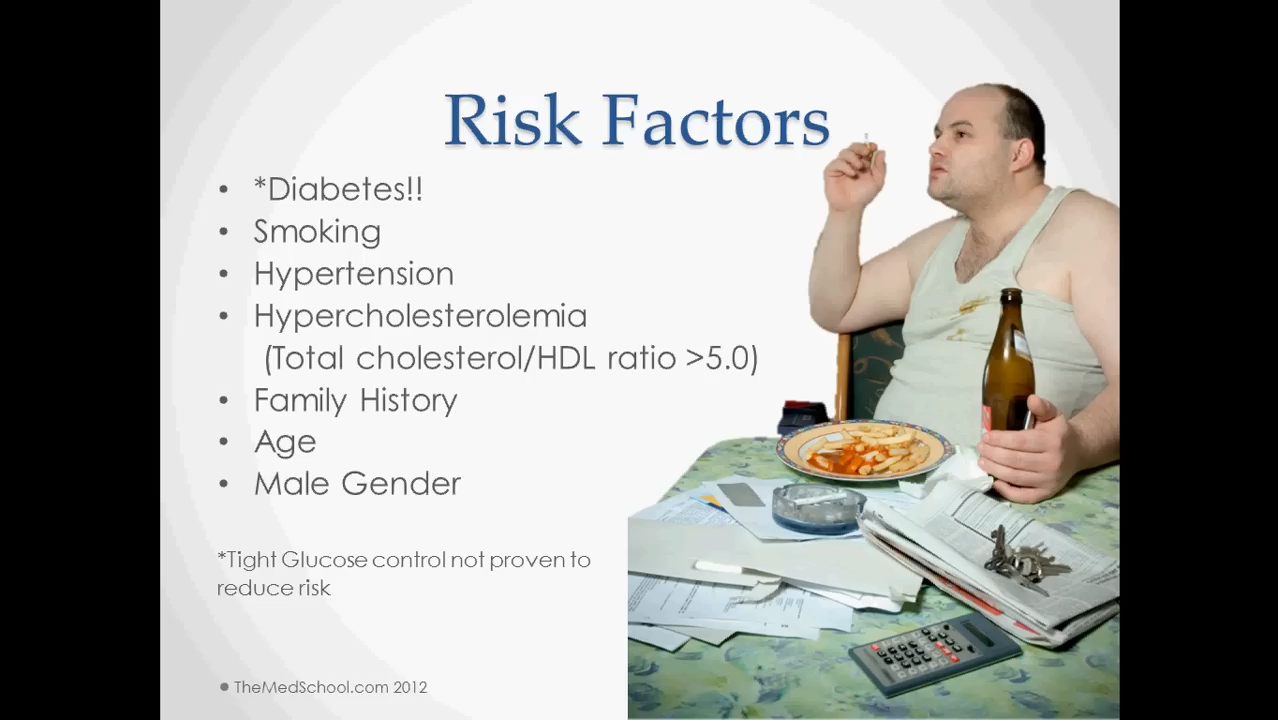 Risk Factors
• *Diabetes!!
• Smoking
• Hypertension
• Hypercholesterolemia
(Total cholesterol/HDL ratio >5.0)
• Family History
• Age
• Male Gender
*Tight Glucose control not proven to
reduce risk
• TheMedSchool.com 2012